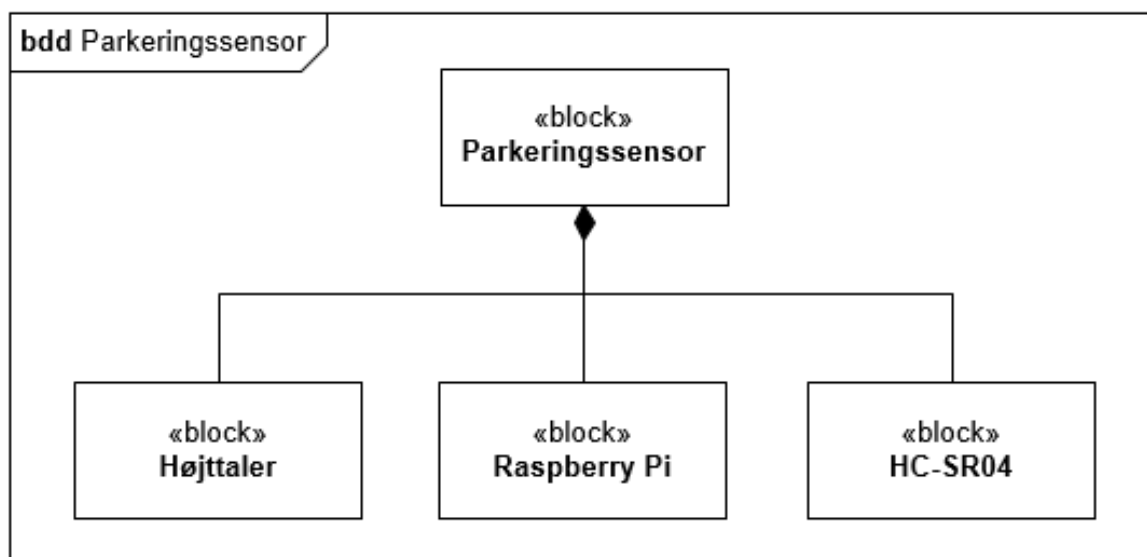 bdd Parkeringssensor
«block»
Parkeringssensor
«block»
Højttaler
«block»
Raspberry Pi
«block»
HC-SR04